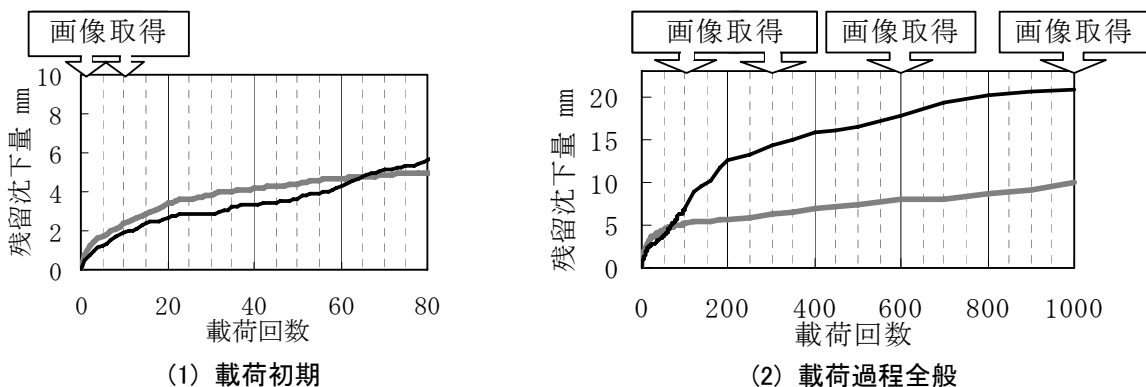 画像取得
10
8
6
4
2
0
残留沈下量 mm
0 20 40 60 80
載荷回数
(1) 載荷初期
画像取得 画像取得 画像取得
20
15
10
5
0
残留沈下量 mm
0 200 400 600 800 1000
載荷回数
(2) 載荷過程全般